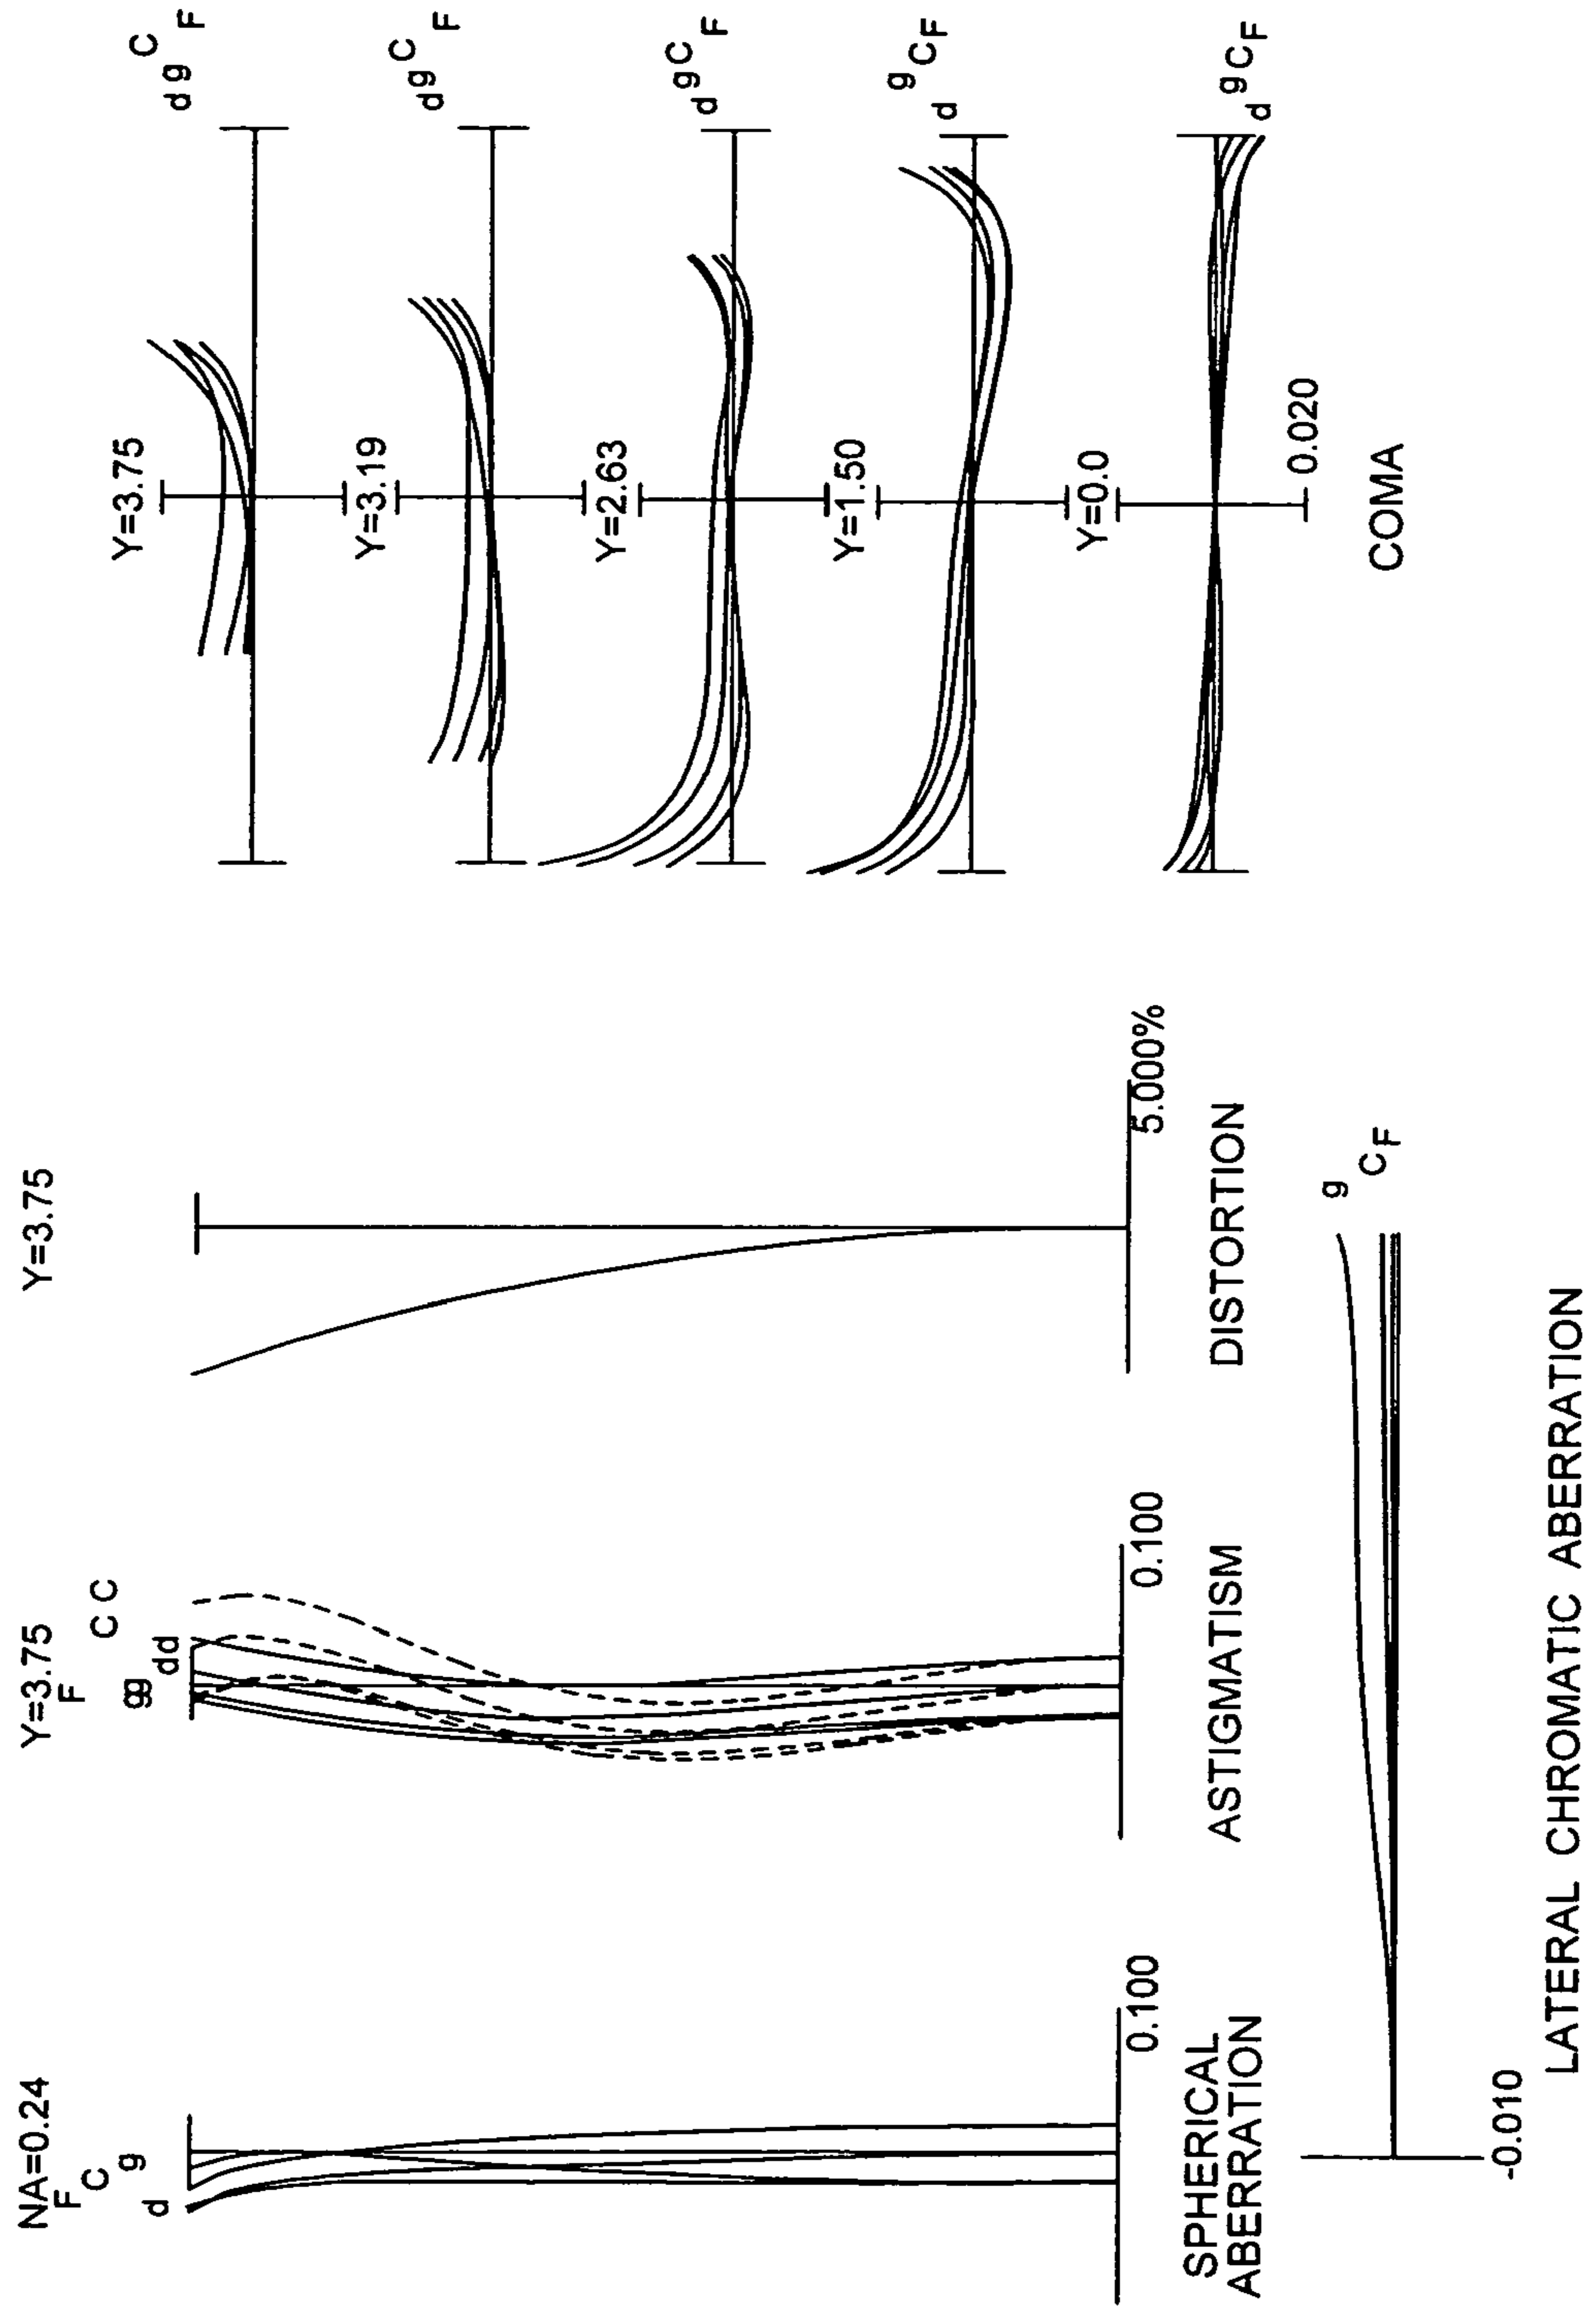 NA=0.24
F
C
g
d
0.100
SPHERICAL
ABERRATION
Y=3.75
F
C C
gg
dd
0.100
ASTIGMATISM
Y=3.75
5.000%
DISTORTION
Y=3.75
d g C F
Y=3.19
d g C F
Y=2.63
d g C F
Y=1.50
d g C F
Y=0.0
d g C F
0.020
COMA
g
C F
-0.010
LATERAL CHROMATIC ABERRATION